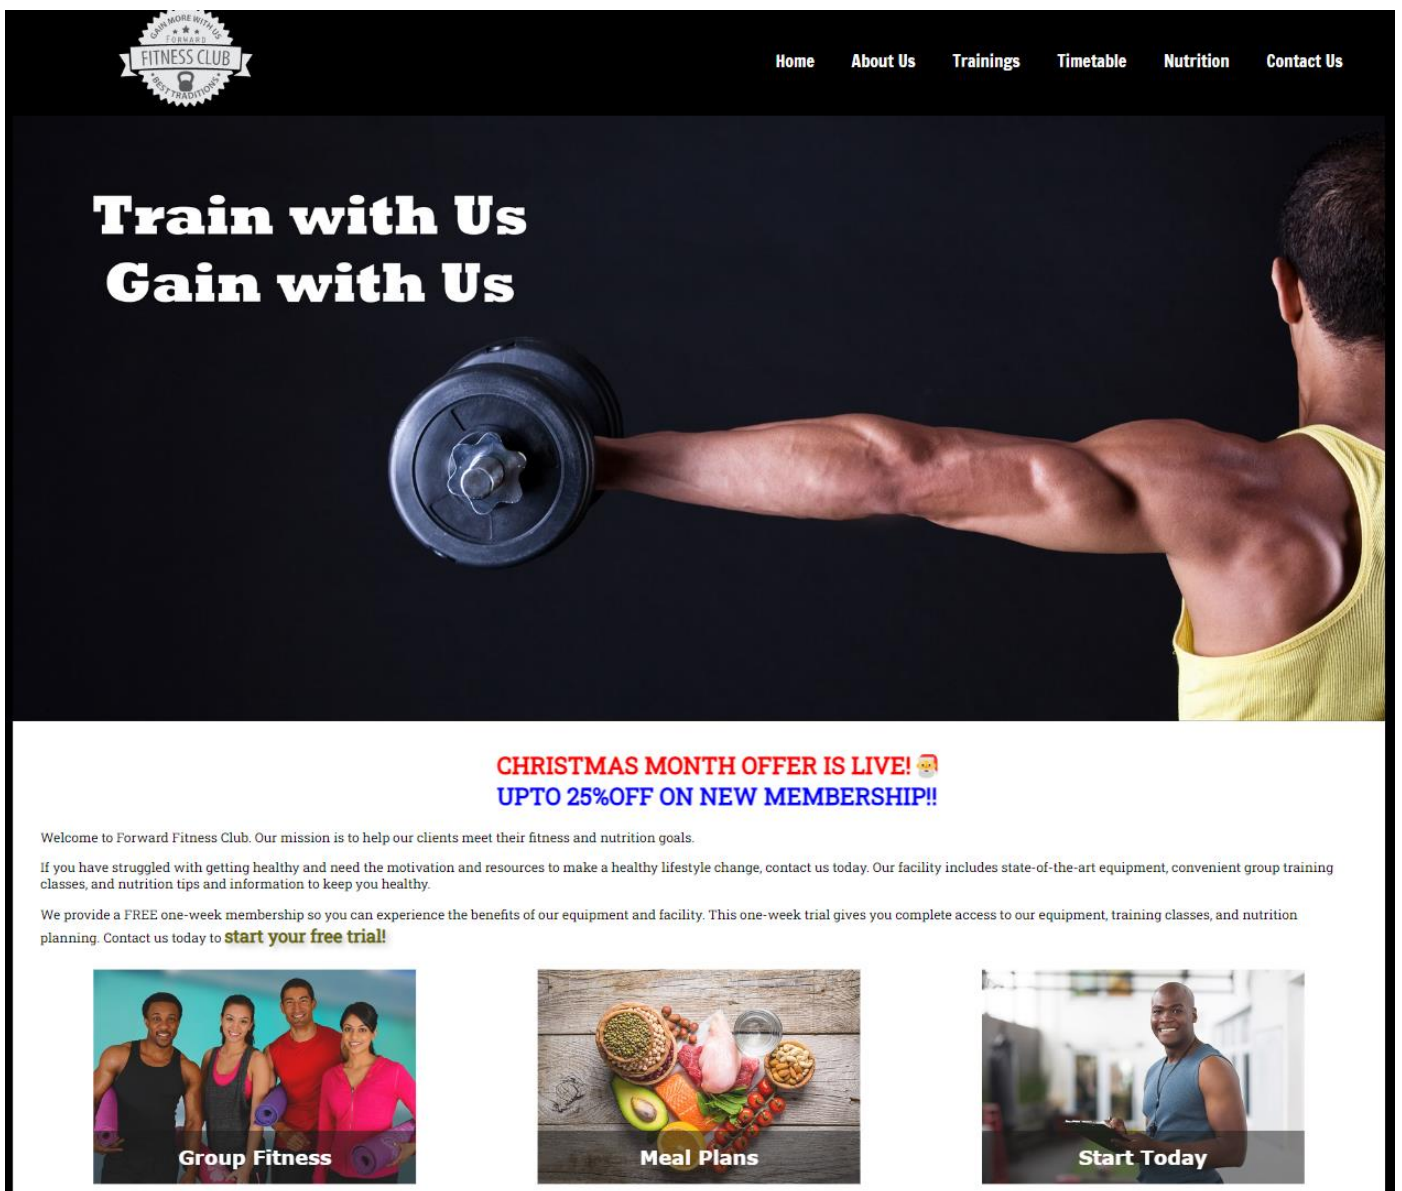 GAIN MORE WITH US
FORWARD
FITNESS CLUB
BEST TRADITIONS
Home About Us Trainings Timetable Nutrition Contact Us
Train with Us
Gain with Us
CHRISTMAS MONTH OFFER IS LIVE! 🎅
UPTO 25%OFF ON NEW MEMBERSHIP!!
Welcome to Forward Fitness Club. Our mission is to help our clients meet their fitness and nutrition goals.
If you have struggled with getting healthy and need the motivation and resources to make a healthy lifestyle change, contact us today. Our facility includes state-of-the-art equipment, convenient group training
classes, and nutrition tips and information to keep you healthy.
We provide a FREE one-week membership so you can experience the benefits of our equipment and facility. This one-week trial gives you complete access to our equipment, training classes, and nutrition
planning. Contact us today to start your free trial!
Group Fitness
Meal Plans
Start Today